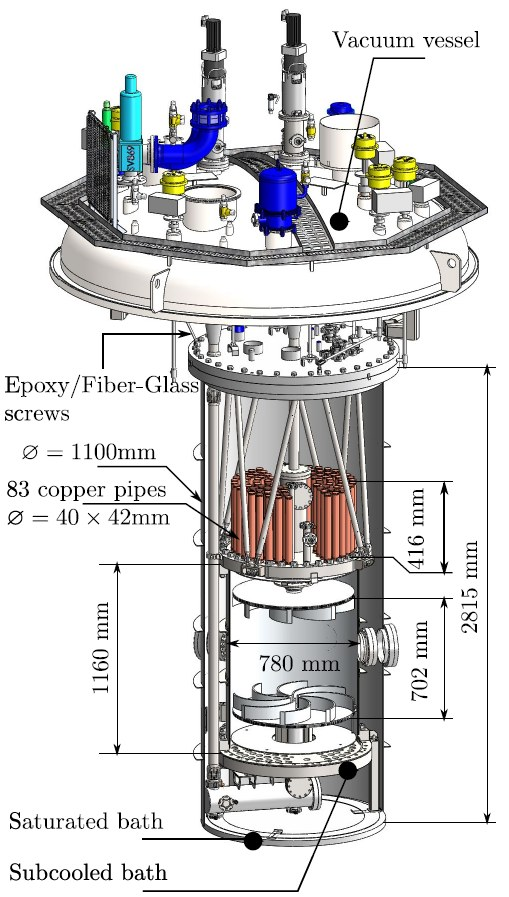 Vacuum vessel
SV569
Epoxy/Fiber-Glass
screws
∅ = 1100mm
83 copper pipes
∅ = 40 × 42mm
416 mm
2815 mm
1160 mm
780 mm
702 mm
Saturated bath
Subcooled bath